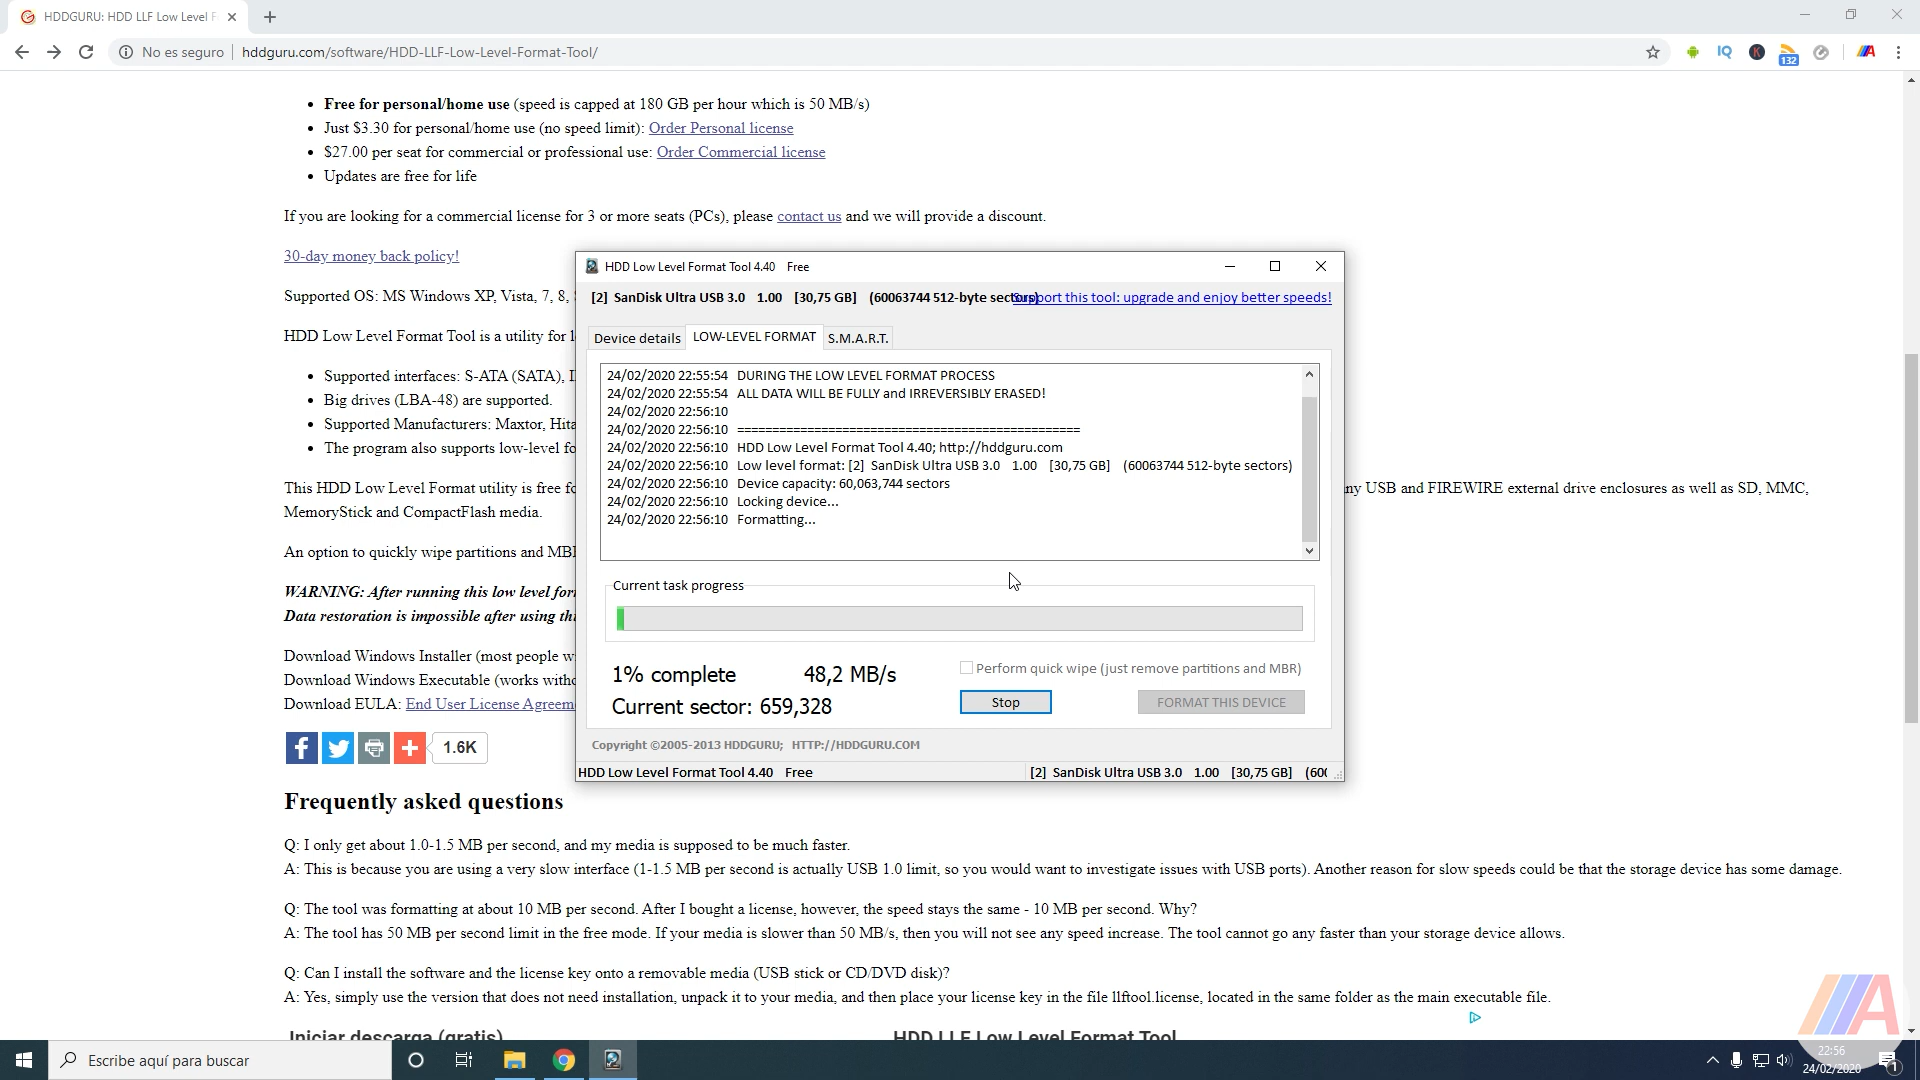 HDDGURU: HDD LLF Low Level F
No es seguro
hddguru.com/software/HDD-LLF-Low-Level-Format-Tool/
IQ
K
132
Free for personal/home use (speed is capped at 180 GB per hour which is 50 MB/s)
Just $3.30 for personal/home use (no speed limit): Order Personal license
$27.00 per seat for commercial or professional use: Order Commercial license
Updates are free for life
If you are looking for a commercial license for 3 or more seats (PCs), please contact us and we will provide a discount.
30-day money back policy!
Supported OS: MS Windows XP, Vista, 7, 8,
HDD Low Level Format Tool is a utility for
Supported interfaces: S-ATA (SATA),
Big drives (LBA-48) are supported.
Supported Manufacturers: Maxtor, Hita
The program also supports low-level fo
This HDD Low Level Format utility is free fo
ny USB and FIREWIRE external drive enclosures as well as SD, MMC,
MemoryStick and CompactFlash media.
An option to quickly wipe partitions and MB
WARNING: After running this low level for
Data restoration is impossible after using th
Download Windows Installer (most people w
Download Windows Executable (works witho
Download EULA: End User License Agreem
1.6K
HDD Low Level Format Tool 4.40 Free
[2] SanDisk Ultra USB 3.0 1.00 [30,75 GB] (60063744 512-byte sectors)
Support this tool: upgrade and enjoy better speeds!
Device details
LOW-LEVEL FORMAT
S.M.A.R.T.
24/02/2020 22:55:54 DURING THE LOW LEVEL FORMAT PROCESS
24/02/2020 22:55:54 ALL DATA WILL BE FULLY and IRREVERSIBLY ERASED!
24/02/2020 22:56:10
24/02/2020 22:56:10 =================================================
24/02/2020 22:56:10 HDD Low Level Format Tool 4.40; http://hddguru.com
24/02/2020 22:56:10 Low level format: [2] SanDisk Ultra USB 3.0 1.00 [30,75 GB] (60063744 512-byte sectors)
24/02/2020 22:56:10 Device capacity: 60,063,744 sectors
24/02/2020 22:56:10 Locking device...
24/02/2020 22:56:10 Formatting...
Current task progress
1% complete
48,2 MB/s
Current sector: 659,328
Perform quick wipe (just remove partitions and MBR)
Stop
FORMAT THIS DEVICE
Copyright ©2005-2013 HDDGURU; HTTP://HDDGURU.COM
HDD Low Level Format Tool 4.40 Free
[2] SanDisk Ultra USB 3.0 1.00 [30,75 GB] (600
Frequently asked questions
Q: I only get about 1.0-1.5 MB per second, and my media is supposed to be much faster.
A: This is because you are using a very slow interface (1-1.5 MB per second is actually USB 1.0 limit, so you would want to investigate issues with USB ports). Another reason for slow speeds could be that the storage device has some damage.
Q: The tool was formatting at about 10 MB per second. After I bought a license, however, the speed stays the same - 10 MB per second. Why?
A: The tool has 50 MB per second limit in the free mode. If your media is slower than 50 MB/s, then you will not see any speed increase. The tool cannot go any faster than your storage device allows.
Q: Can I install the software and the license key onto a removable media (USB stick or CD/DVD disk)?
A: Yes, simply use the version that does not need installation, unpack it to your media, and then place your license key in the file llftool.license, located in the same folder as the main executable file.
Iniciar descarga (gratis)
HDD LLF Low Level Format Tool
Escribe aquí para buscar
22:56
24/02/2020
1